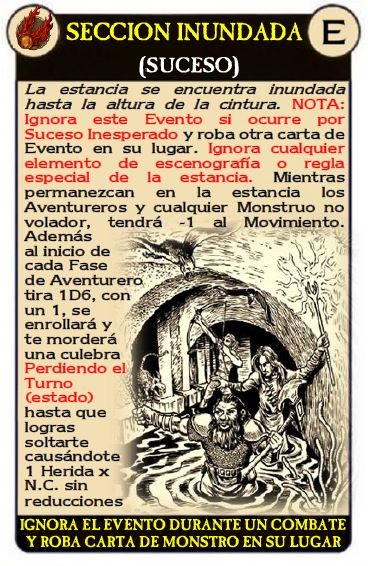 SECCION INUNDADA
E
(SUCESO)
La estancia se encuentra inundada
hasta la altura de la cintura. NOTA:
Ignora este Evento si ocurre por
Suceso Inesperado y roba otra carta de
Evento en su lugar. Ignora cualquier
elemento de escenografía o regla
especial de la estancia. Mientras
permanezcan en la estancia los
Aventureros y cualquier Monstruo no
volador, tendrá -1 al Movimiento.
Además
al inicio de
cada Fase
de Aventurero
tira 1D6, con
un 1, se
enrollará y
te morderá
una culebra
Perdiendo el
Turno
(estado)
hasta que
logras
soltarte
causándote
1 Herida x
N.C. sin
reducciones
IGNORA EL EVENTO DURANTE UN COMBATE
Y ROBA CARTA DE MONSTRO EN SU LUGAR